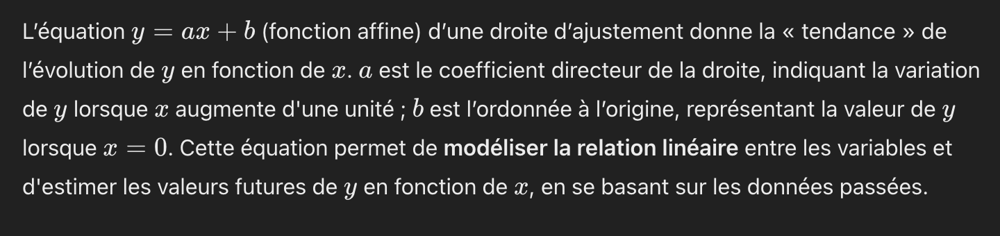 L’équation y = ax + b (fonction affine) d’une droite d’ajustement donne la « tendance » de
l’évolution de y en fonction de x. a est le coefficient directeur de la droite, indiquant la variation
de y lorsque x augmente d'une unité ; b est l’ordonnée à l’origine, représentant la valeur de y
lorsque x = 0. Cette équation permet de modéliser la relation linéaire entre les variables et
d'estimer les valeurs futures de y en fonction de x, en se basant sur les données passées.